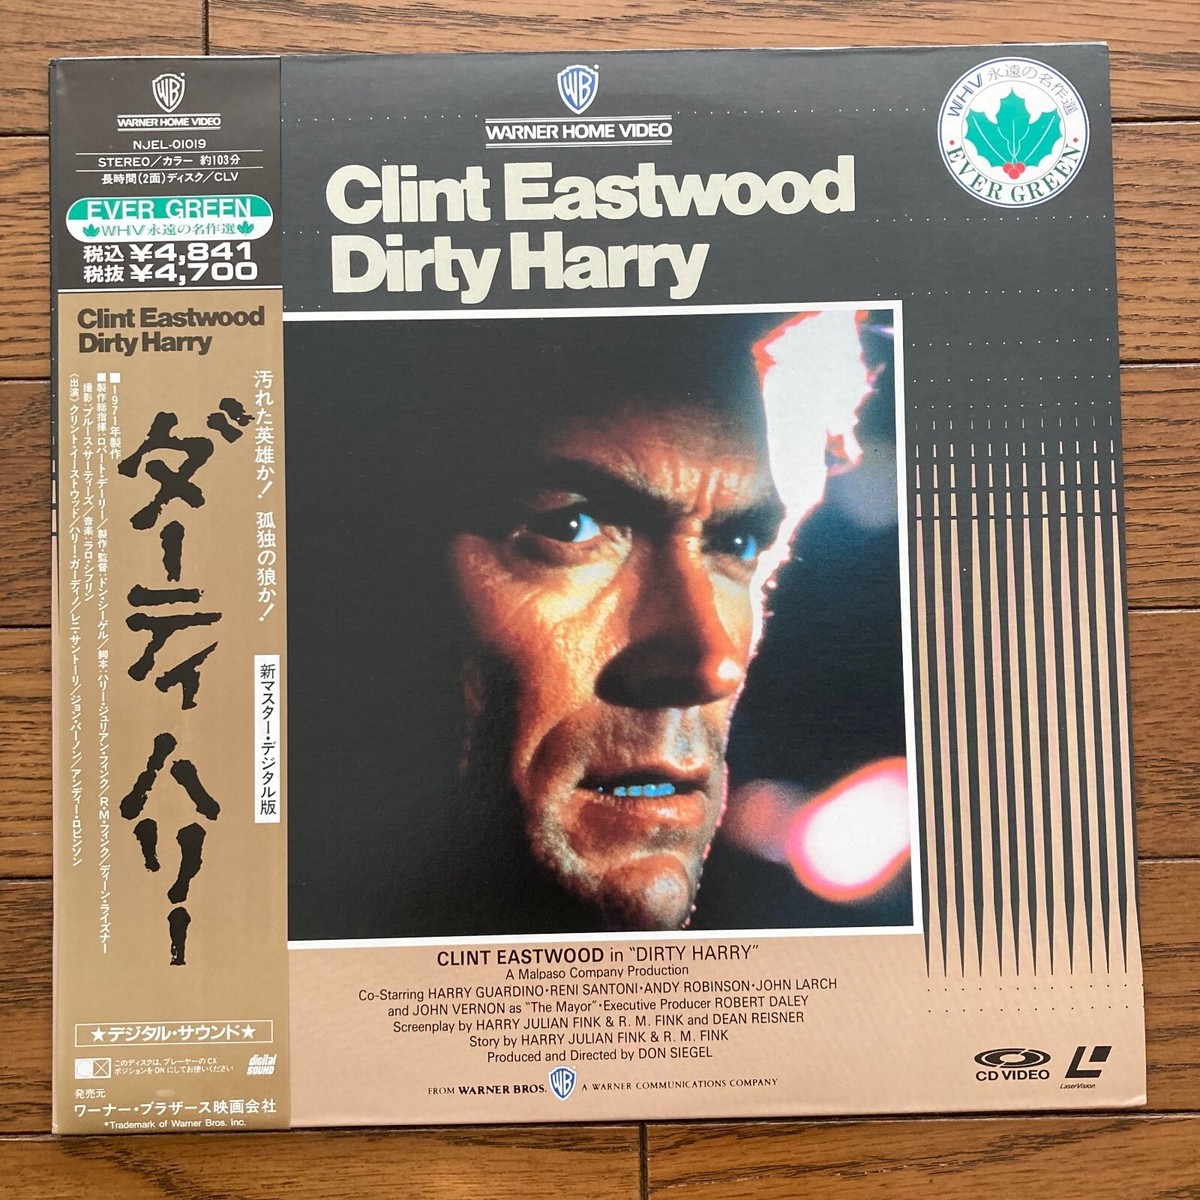 WB
WARNER HOME VIDEO
NJEL-01019
STEREO/カラー 約103分
長時間(2面)ディスク/CLV
EVER GREEN
WHV永遠の名作選
税込 ¥4,841
税抜 ¥4,700
Clint Eastwood
Dirty Harry
汚れた英雄か! 孤独の狼か!
新マスター・デジタル版
ダーティハリー
■1971年製作
■製作総指揮:ロバート・デーリー/製作・監督:ドン・シーゲル/脚本:ハリー・ジュリアン・フィンク/R・M・フィンク/ディーン・ライズナー
撮影:ブルース・サーティーズ/音楽:ラロ・シフリン
〈出演〉クリント・イーストウッド/ハリー・ガーディノ/レニ・サントーリ/ジョン・バーノン/アンディー・ロビンソン
★デジタル・サウンド★
このディスクは、プレーヤーのCX
ポジションをONにしてお使いください
digital
SOUND
発売元
ワーナー・ブラザース映画会社
*Trademark of Warner Bros. Inc.
WB
WARNER HOME VIDEO
Clint Eastwood
Dirty Harry
WHV永遠の名作選
・EVER GREEN・
CLINT EASTWOOD in "DIRTY HARRY"
A Malpaso Company Production
Co-Starring HARRY GUARDINO・RENI SANTONI・ANDY ROBINSON・JOHN LARCH
and JOHN VERNON as "The Mayor"・Executive Producer ROBERT DALEY
Screenplay by HARRY JULIAN FINK & R. M. FINK and DEAN REISNER
Story by HARRY JULIAN FINK & R. M. FINK
Produced and Directed by DON SIEGEL
FROM WARNER BROS. WB A WARNER COMMUNICATIONS COMPANY
CD VIDEO
LaserVision